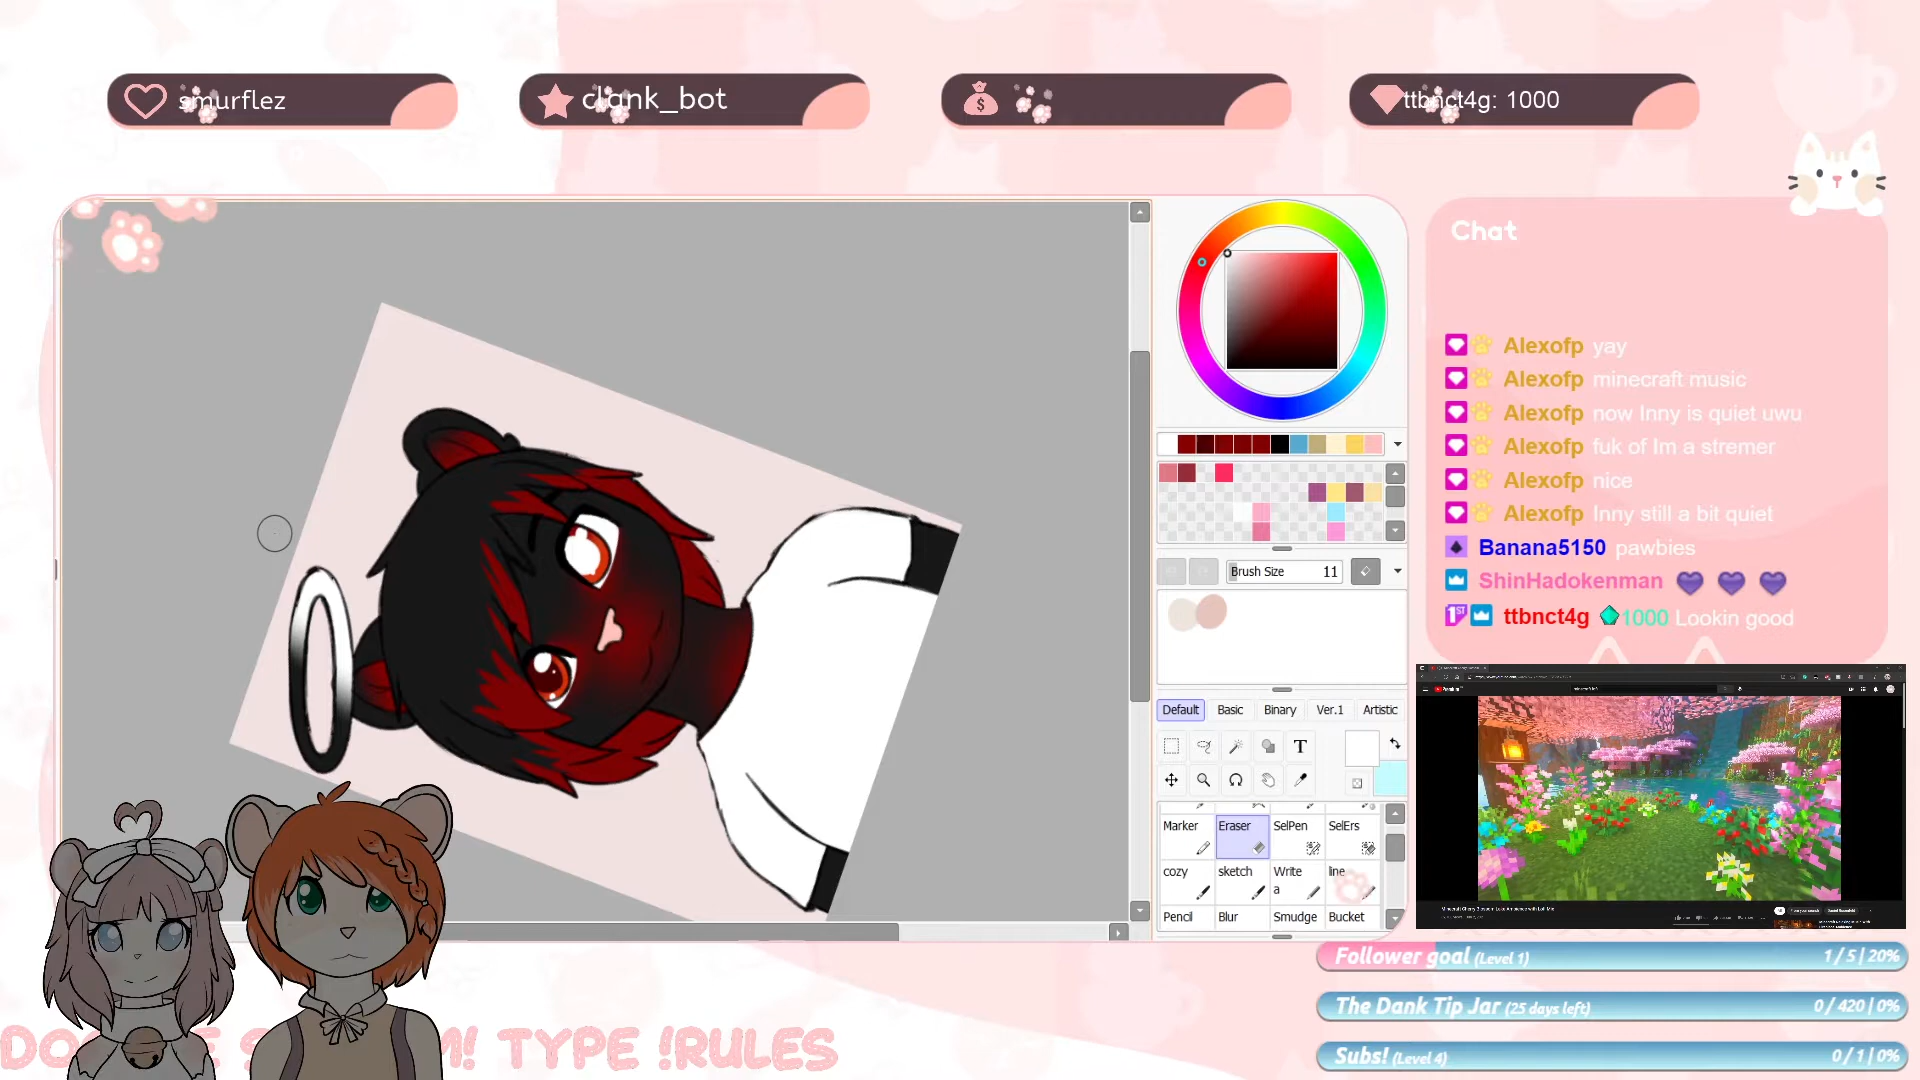 smurflez
clank_bot
ttbnct4g: 1000
Chat
Alexofp yay
Alexofp minecraft music
Alexofp now Inny is quiet uwu
Alexofp fuk of Im a stremer
Alexofp nice
Alexofp Inny still a bit quiet
Banana5150 pawbies
ShinHadokenman
1ST ttbnct4g 1000 Lookin good
Brush Size 11
Default Basic Binary Ver.1 Artistic
T
Marker Eraser SelPen SelErs
cozy sketch Write a line
Pencil Blur Smudge Bucket
Follower goal (Level 1) 1 / 5 | 20%
The Dank Tip Jar (25 days left) 0 / 420 | 0%
Subs! (Level 4) 0 / 1 | 0%
TYPE !RULES